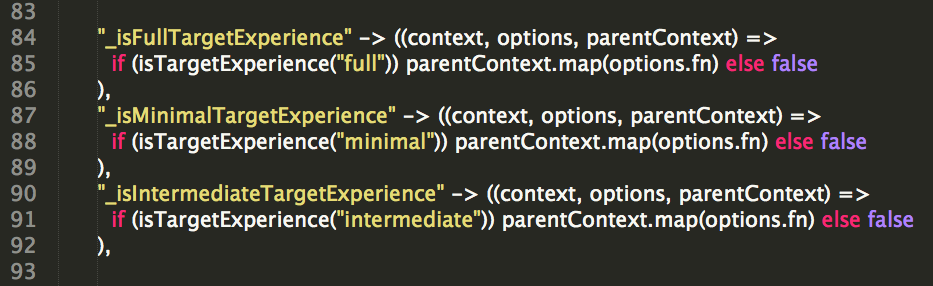 83
84 "_isFullTargetExperience" -> ((context, options, parentContext) =>
85 if (isTargetExperience("full")) parentContext.map(options.fn) else false
86 ),
87 "_isMinimalTargetExperience" -> ((context, options, parentContext) =>
88 if (isTargetExperience("minimal")) parentContext.map(options.fn) else false
89 ),
90 "_isIntermediateTargetExperience" -> ((context, options, parentContext) =>
91 if (isTargetExperience("intermediate")) parentContext.map(options.fn) else false
92 ),
93